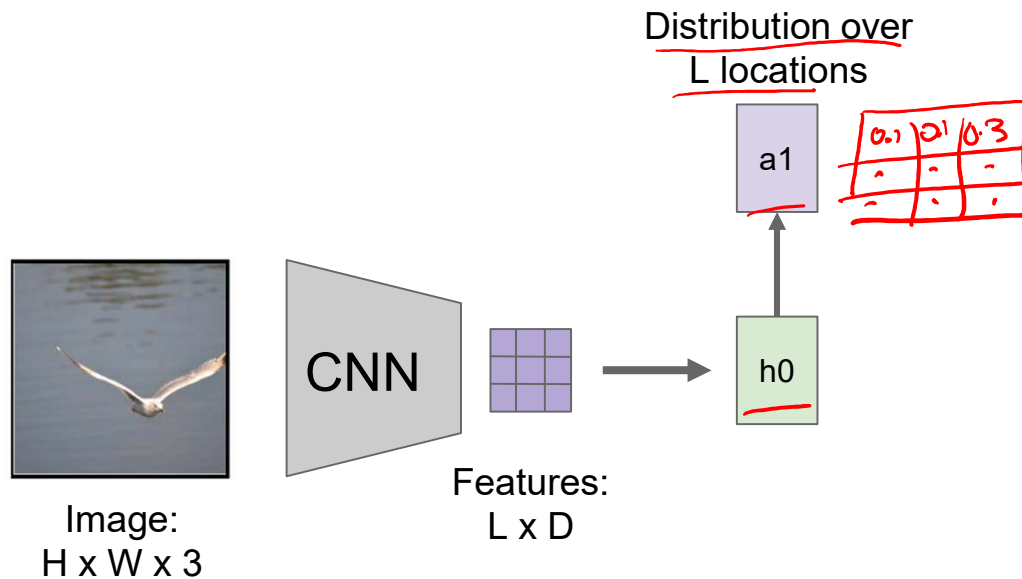 Distribution over
L locations
a1
0.1 0.1 0.3
CNN
h0
Features:
L x D
Image:
H x W x 3